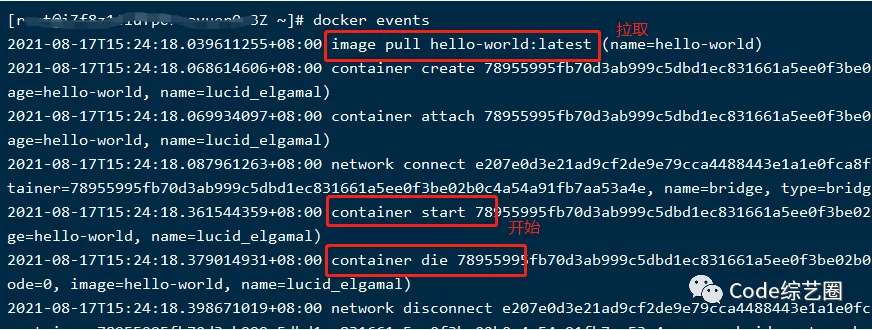 ~]# docker events
拉取
2021-08-17T15:24:18.039611255+08:00 image pull hello-world:latest (name=hello-world)
2021-08-17T15:24:18.068614606+08:00 container create 78955995fb70d3ab999c5dbd1ec831661a5ee0f3be0
age=hello-world, name=lucid_elgamal)
2021-08-17T15:24:18.069934097+08:00 container attach 78955995fb70d3ab999c5dbd1ec831661a5ee0f3be0
age=hello-world, name=lucid_elgamal)
2021-08-17T15:24:18.087961263+08:00 network connect e207e0d3e21ad9cf2de9e79cca4488443e1a1e0fca8f
tainer=78955995fb70d3ab999c5dbd1ec831661a5ee0f3be02b0c4a54a91fb7aa53a4e, name=bridge, type=bridg
2021-08-17T15:24:18.361544359+08:00 container start 78955995fb70d3ab999c5dbd1ec831661a5ee0f3be02
ge=hello-world, name=lucid_elgamal)
开始
2021-08-17T15:24:18.379014931+08:00 container die 78955995fb70d3ab999c5dbd1ec831661a5ee0f3be02b0
ode=0, image=hello-world, name=lucid_elgamal)
Code综艺圈
2021-08-17T15:24:18.398671019+08:00 network disconnect e207e0d3e21ad9cf2de9e79cca4488443e1a1e0f